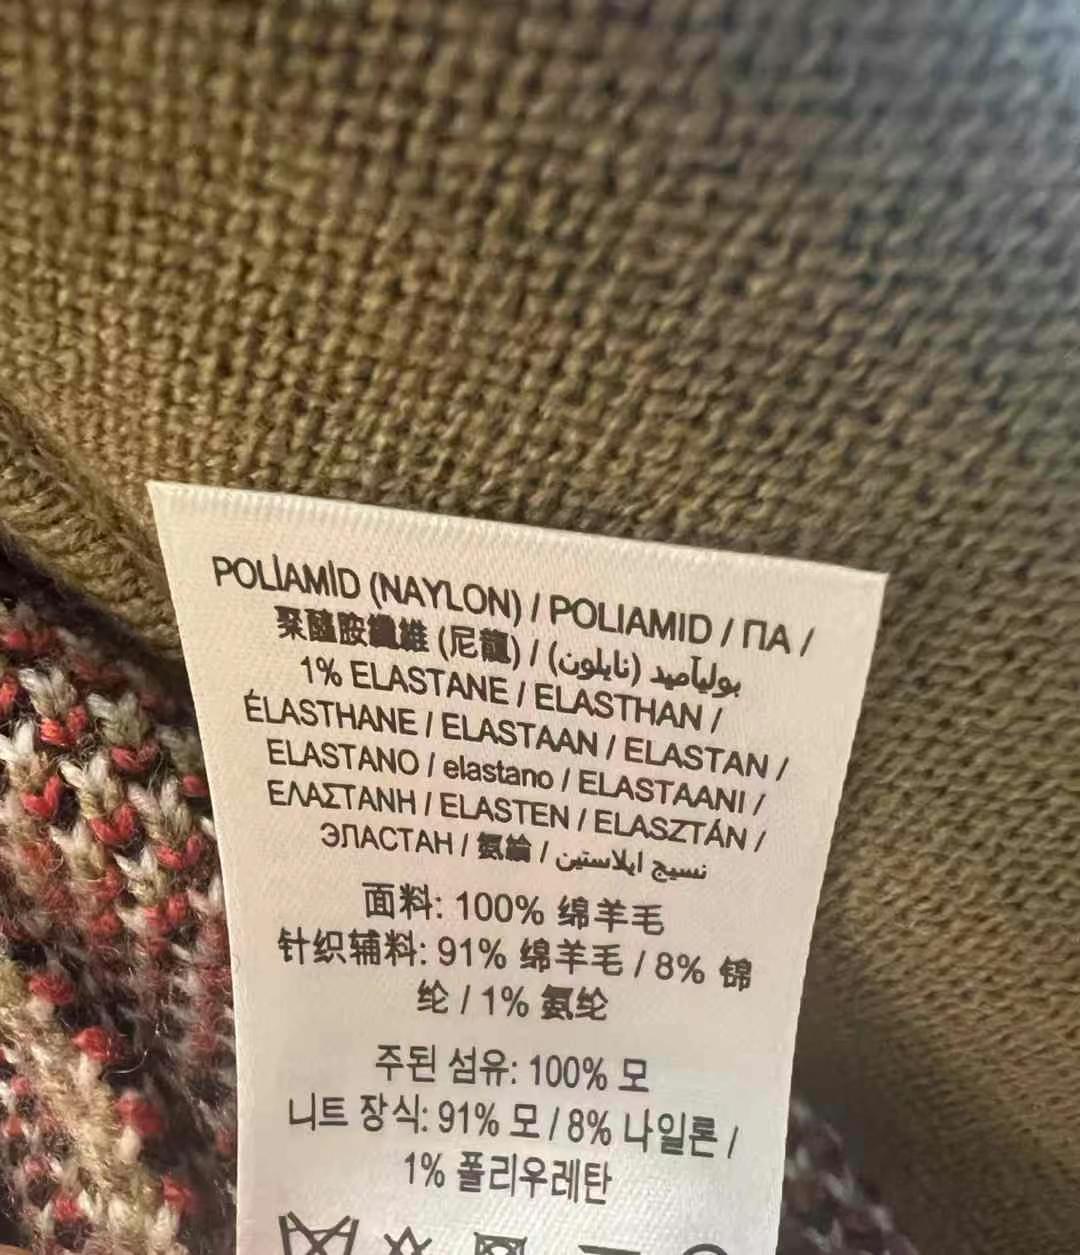 POLİAMİD (NAYLON) / POLIAMID / ПА /
聚醯胺纖維 (尼龍) / بولیآمید (نایلون)
1% ELASTANE / ELASTHAN /
ÉLASTHANE / ELASTAAN / ELASTAN /
ELASTANO / elastano / ELASTAANI /
ΕΛΑΣΤΑΝΗ / ELASTEN / ELASZTÁN /
ЭЛАСТАН / 氨綸 / نسيج ايلاستين
面料: 100% 绵羊毛
针织辅料: 91% 绵羊毛 / 8% 锦
纶 / 1% 氨纶
주된 섬유: 100% 모
니트 장식: 91% 모 / 8% 나일론 /
1% 폴리우레탄